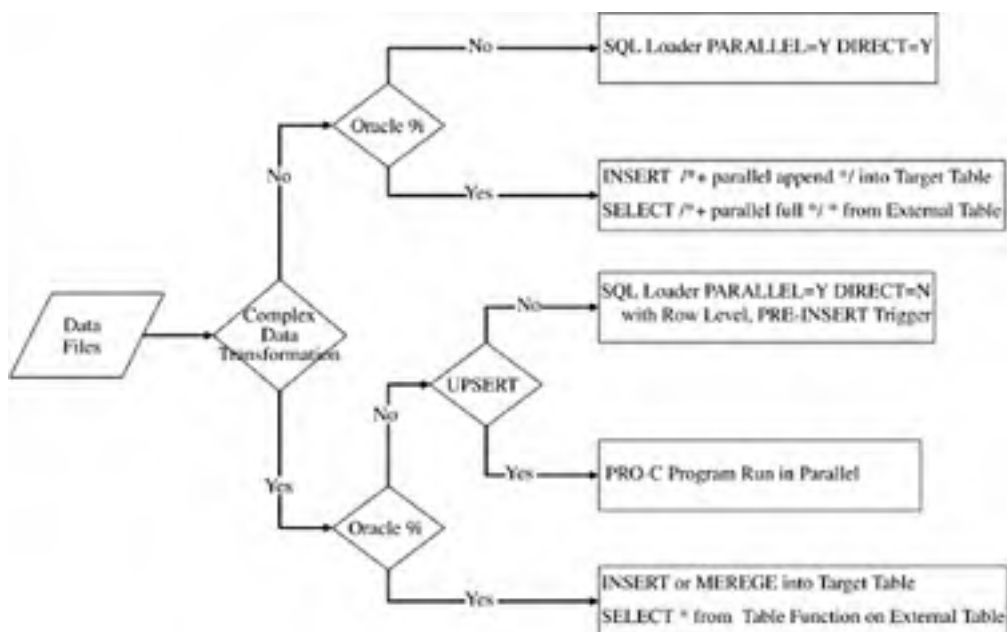 No
SQL Loader PARALLEL=Y DIRECT=Y
Oracle %
No
Yes
INSERT /*+ parallel append */ into Target Table
SELECT /*+ parallel full */ * from External Table
Data
Files
Complex
Data
Transformation
No
SQL Loader PARALLEL=Y DIRECT=N
with Row Level, PRE-INSERT Trigger
UPSERT
No
Yes
PRO-C Program Run in Parallel
Yes
Oracle %
Yes
INSERT or MEREGE into Target Table
SELECT * from Table Function on External Table